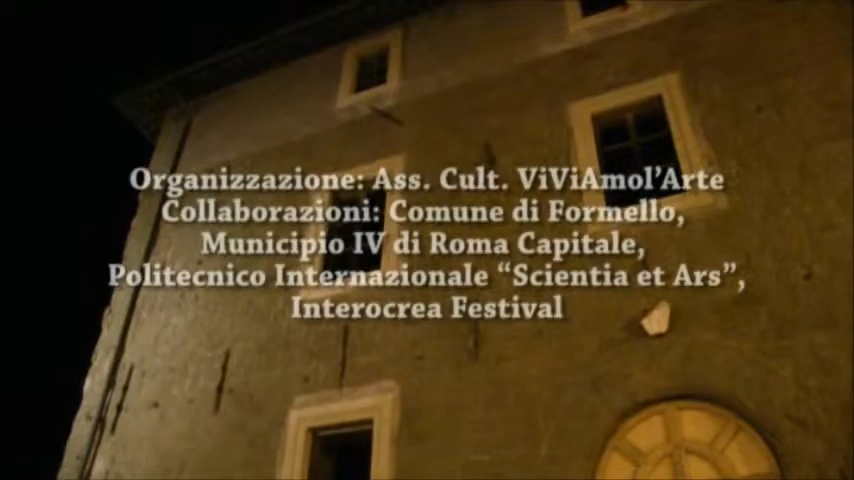 Organizzazione: Ass. Cult. ViViAmol’Arte
Collaborazioni: Comune di Formello,
Municipio IV di Roma Capitale,
Politecnico Internazionale “Scientia et Ars”,
Interocrea Festival